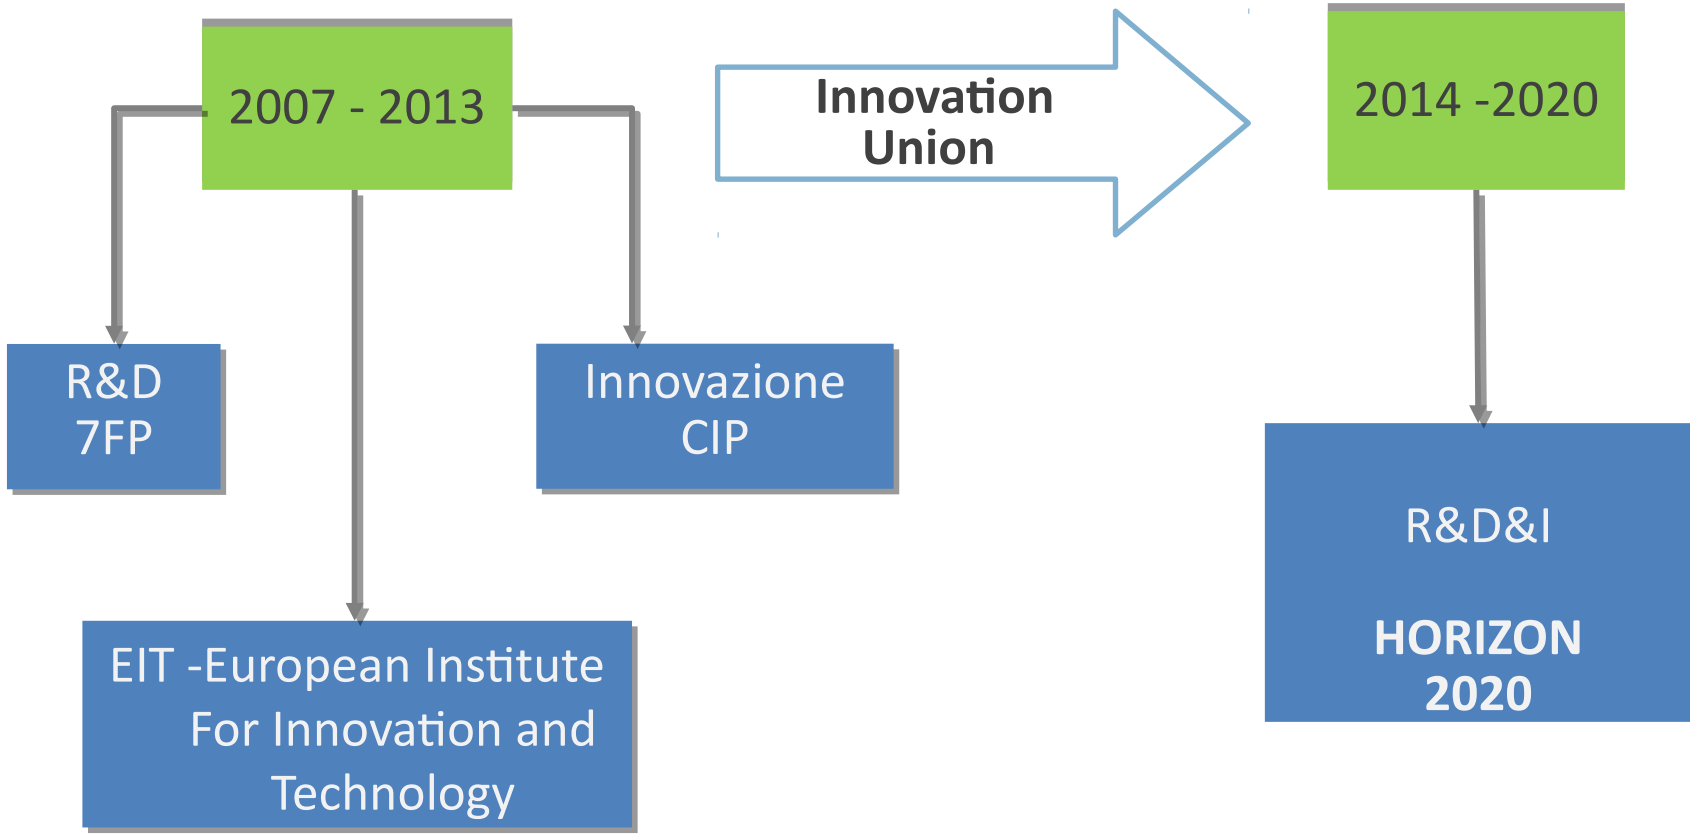 2007 - 2013
Innovation
Union
2014 -2020
R&D
7FP
Innovazione
CIP
EIT -European Institute
For Innovation and
Technology
R&D&I
HORIZON
2020